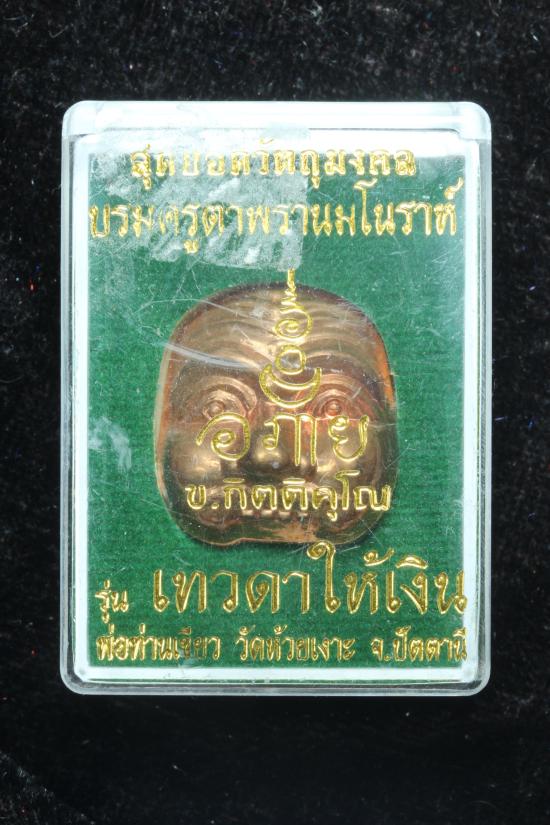 สุดยอดวัตถุมงคล
บรมครูตาพรานมโนราห์
อภัย
ข.กิตติคุโณ
รุ่น เทวดาให้เงิน
พ่อท่านเขียว วัดห้วยเงาะ จ.ปัตตานี